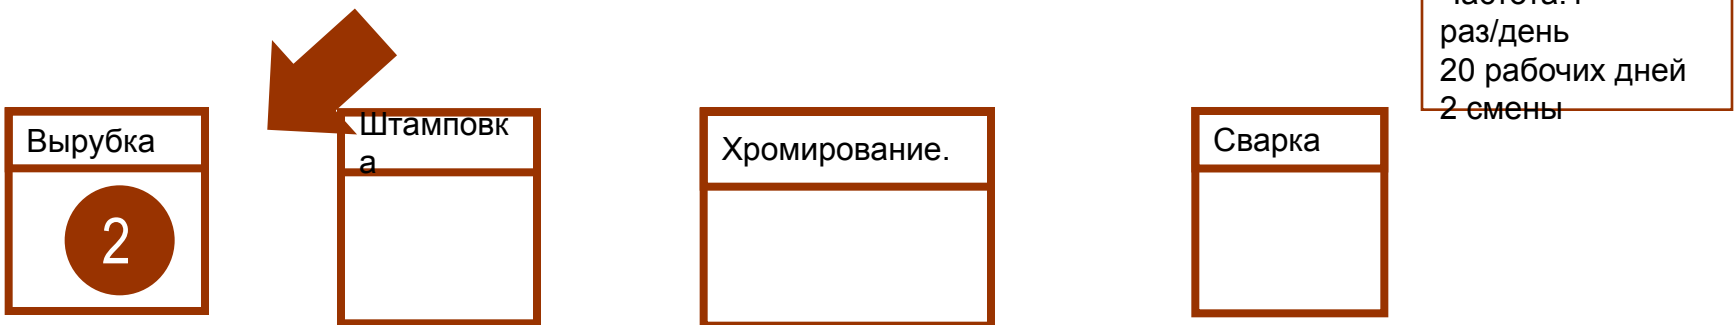 раз/день
20 рабочих дней
2 смены
Вырубка
Штамповк
а
Хромирование.
Сварка
2